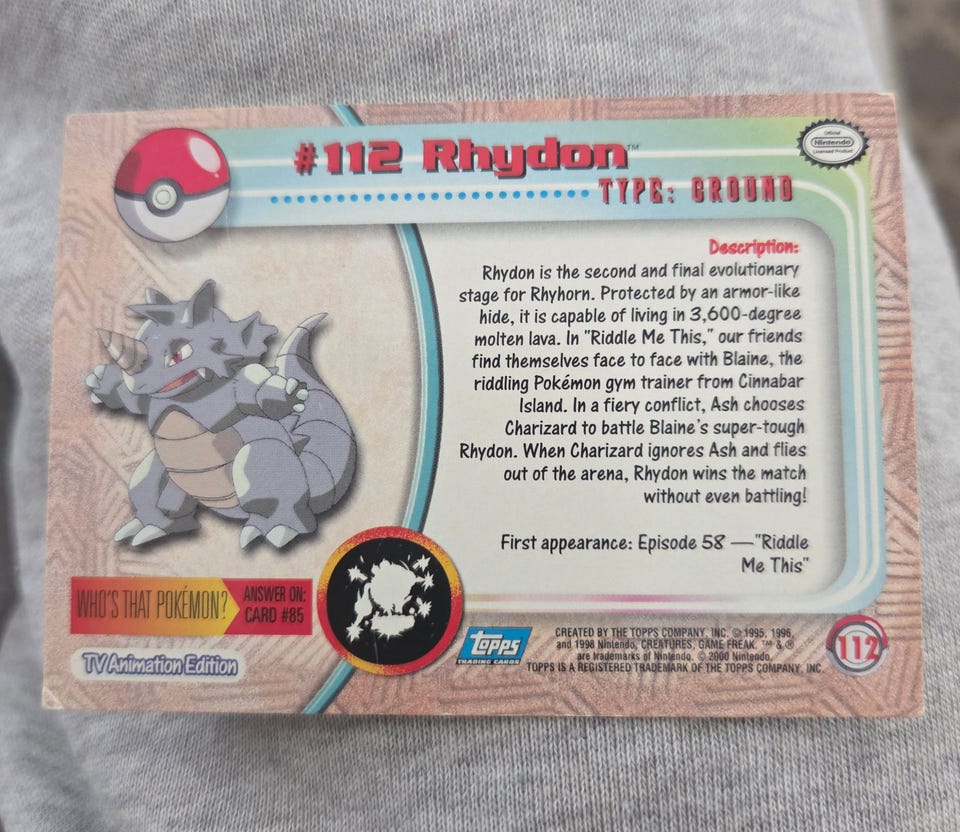 #112 Rhydon™
Official
Nintendo
Licensed Product
TYPE: GROUND
Description:
Rhydon is the second and final evolutionary
stage for Rhyhorn. Protected by an armor-like
hide, it is capable of living in 3,600-degree
molten lava. In "Riddle Me This," our friends
find themselves face to face with Blaine, the
riddling Pokémon gym trainer from Cinnabar
Island. In a fiery conflict, Ash chooses
Charizard to battle Blaine's super-tough
Rhydon. When Charizard ignores Ash and flies
out of the arena, Rhydon wins the match
without even battling!
First appearance: Episode 58 —"Riddle
Me This"
WHO'S THAT POKÉMON?
ANSWER ON:
CARD #85
TV Animation Edition
topps
TRADING CARDS
CREATED BY THE TOPPS COMPANY, INC. © 1995, 1996,
and 1998 Nintendo, CREATURES, GAME FREAK. ™ & ®
are trademarks of Nintendo. © 2000 Nintendo.
TOPPS IS A REGISTERED TRADEMARK OF THE TOPPS COMPANY, INC.
112